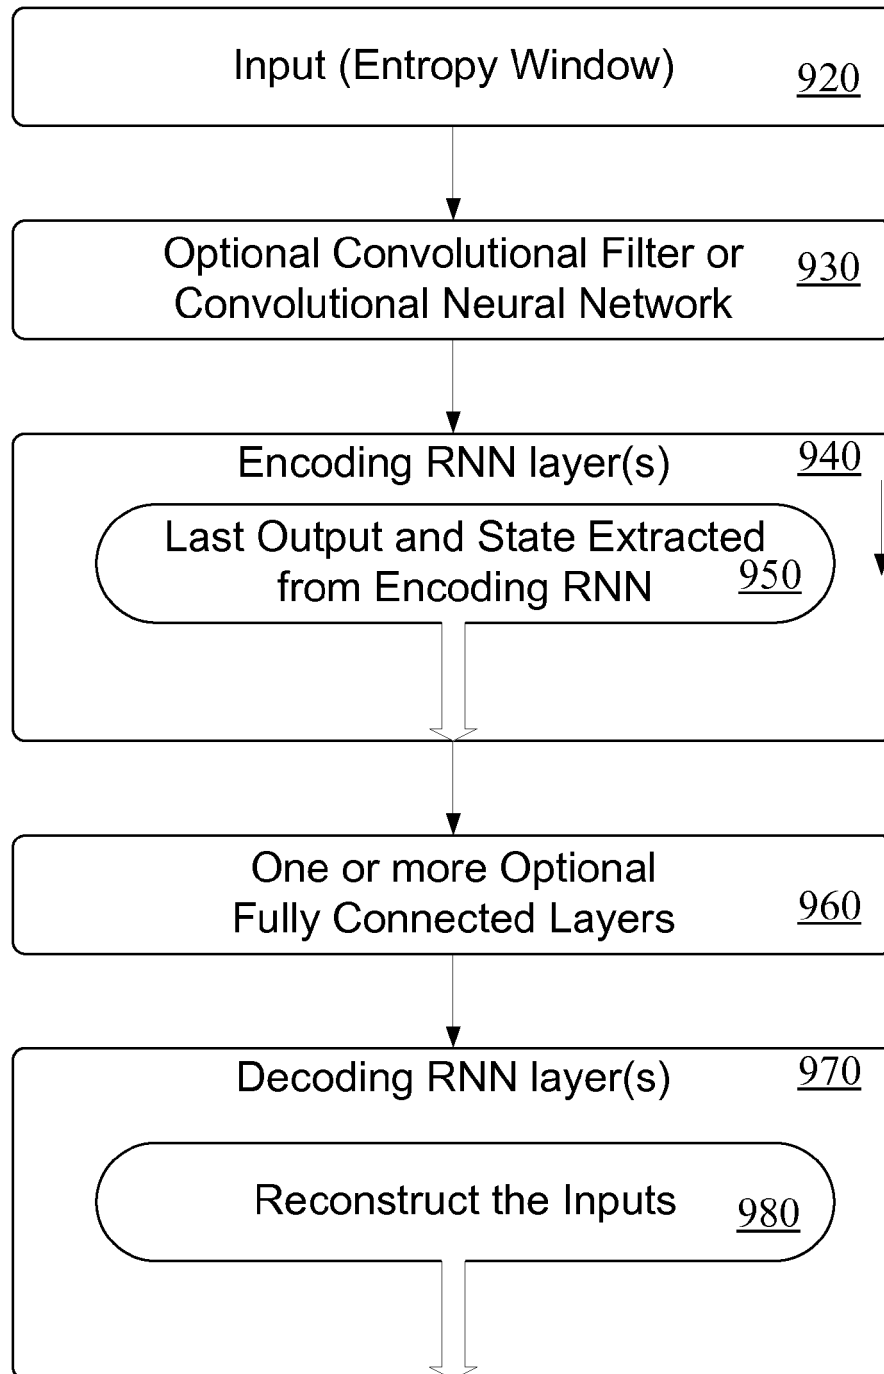 Input (Entropy Window)
920
Optional Convolutional Filter or
Convolutional Neural Network
930
Encoding RNN layer(s)
940
Last Output and State Extracted
from Encoding RNN
950
One or more Optional
Fully Connected Layers
960
Decoding RNN layer(s)
970
Reconstruct the Inputs
980